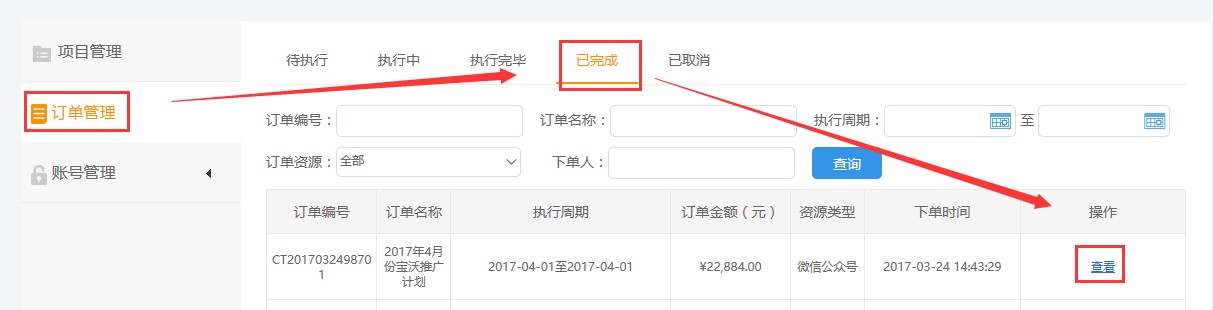 项目管理
订单管理
账号管理
待执行 执行中 执行完毕 已完成 已取消
订单编号： 订单名称： 执行周期： 至
订单资源： 全部 下单人： 查询
订单编号 订单名称 执行周期 订单金额（元） 资源类型 下单时间 操作
CT201703249870
1
2017年4月
份宝沃推广
计划
2017-04-01至2017-04-01 ¥22,884.00 微信公众号 2017-03-24 14:43:29 查看